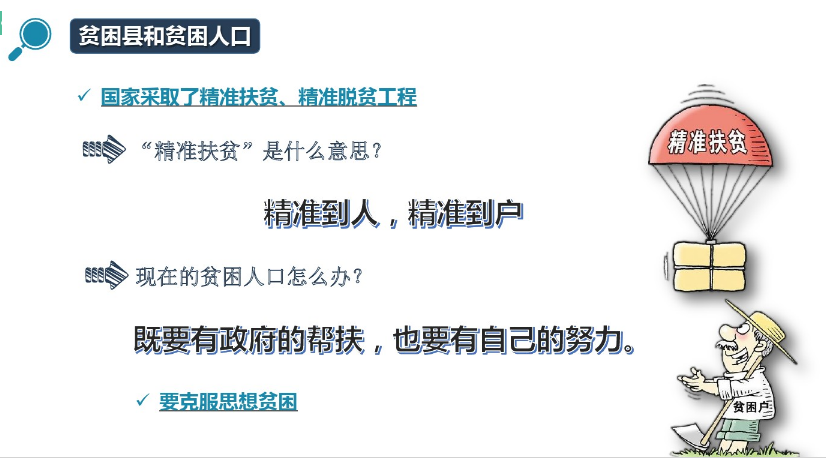 贫困县和贫困人口
国家采取了精准扶贫、精准脱贫工程
“精准扶贫”是什么意思？
精准到人，精准到户
现在的贫困人口怎么办？
既要有政府的帮扶，也要有自己的努力。
要克服思想贫困
精准扶贫
贫困户